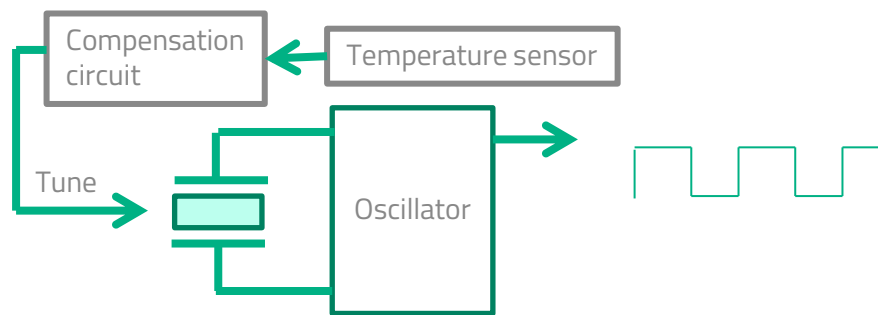 Compensation
circuit
Temperature sensor
Tune
Oscillator